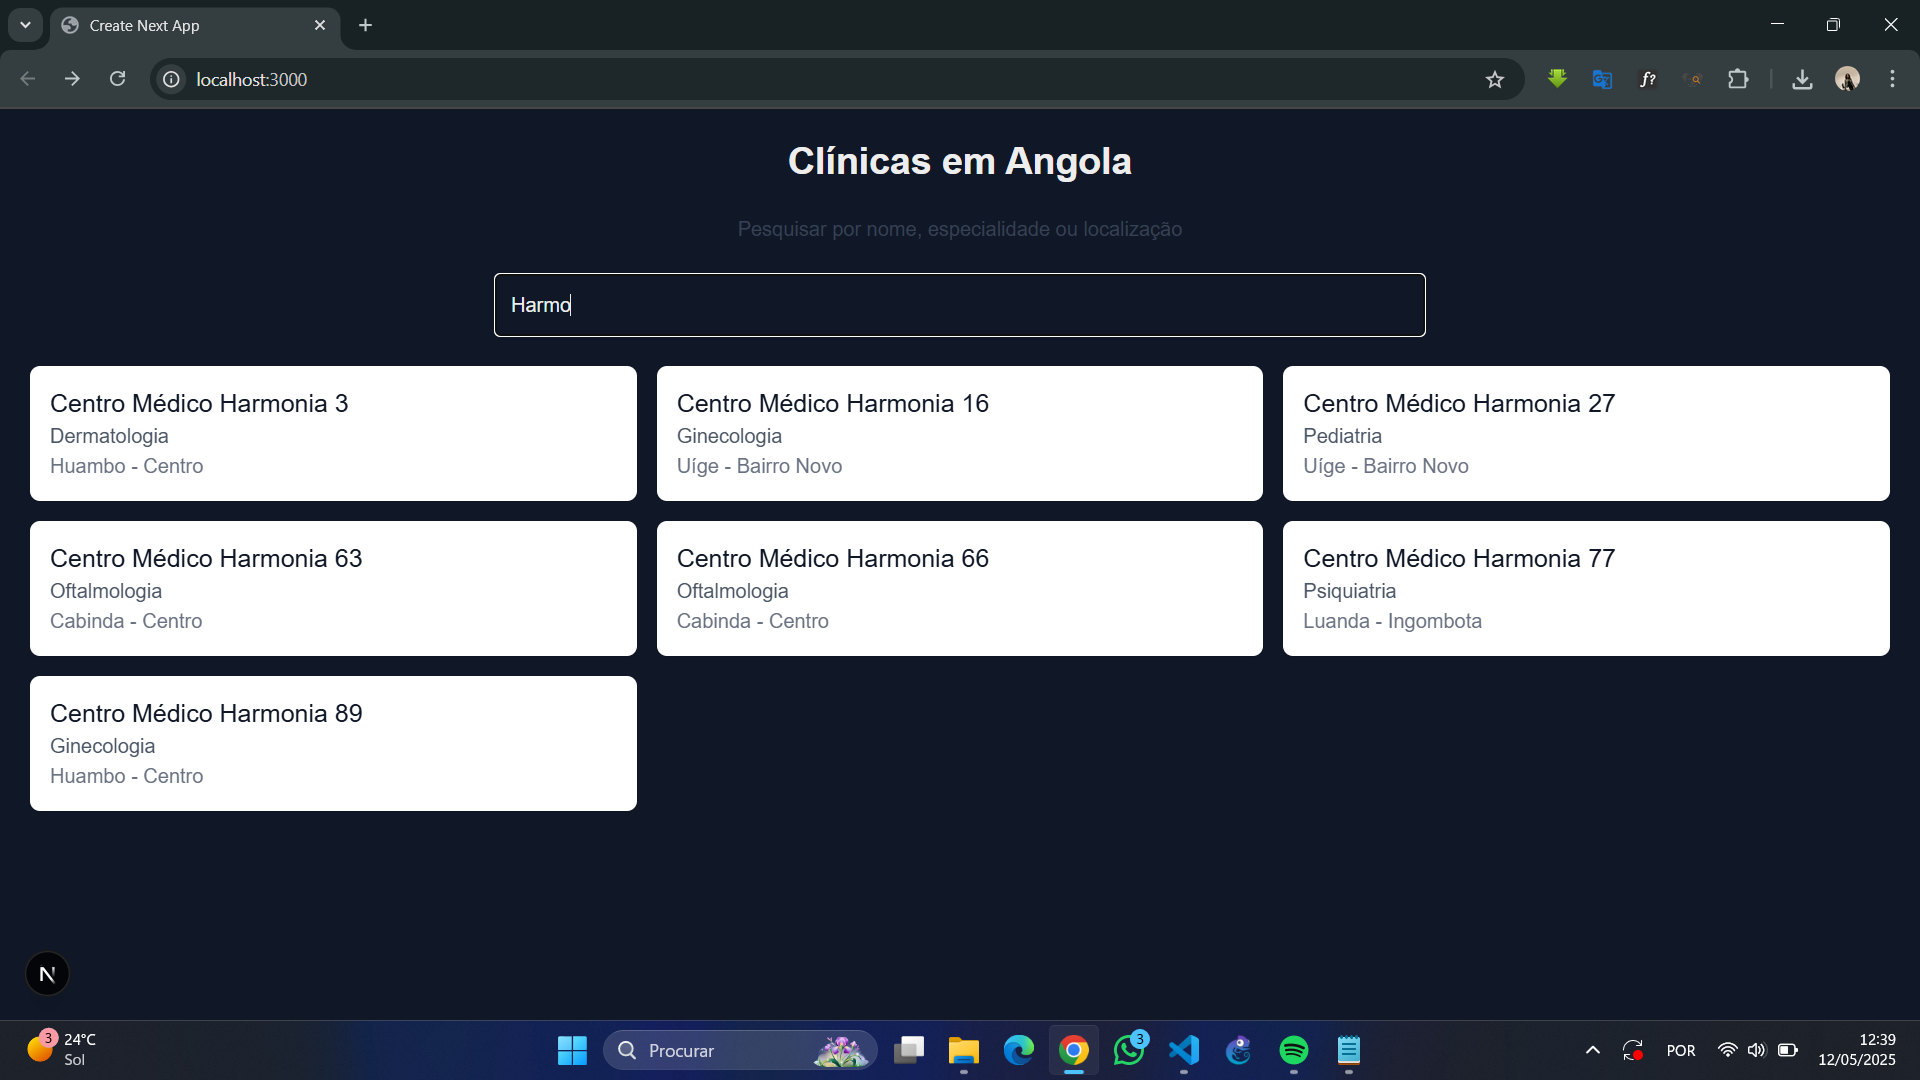 Create Next App
localhost:3000
Clínicas em Angola
Pesquisar por nome, especialidade ou localização
Harmo
Centro Médico Harmonia 3
Dermatologia
Huambo - Centro
Centro Médico Harmonia 16
Ginecologia
Uíge - Bairro Novo
Centro Médico Harmonia 27
Pediatria
Uíge - Bairro Novo
Centro Médico Harmonia 63
Oftalmologia
Cabinda - Centro
Centro Médico Harmonia 66
Oftalmologia
Cabinda - Centro
Centro Médico Harmonia 77
Psiquiatria
Luanda - Ingombota
Centro Médico Harmonia 89
Ginecologia
Huambo - Centro
N
3
24°C
Sol
Procurar
3
POR
12:39
12/05/2025